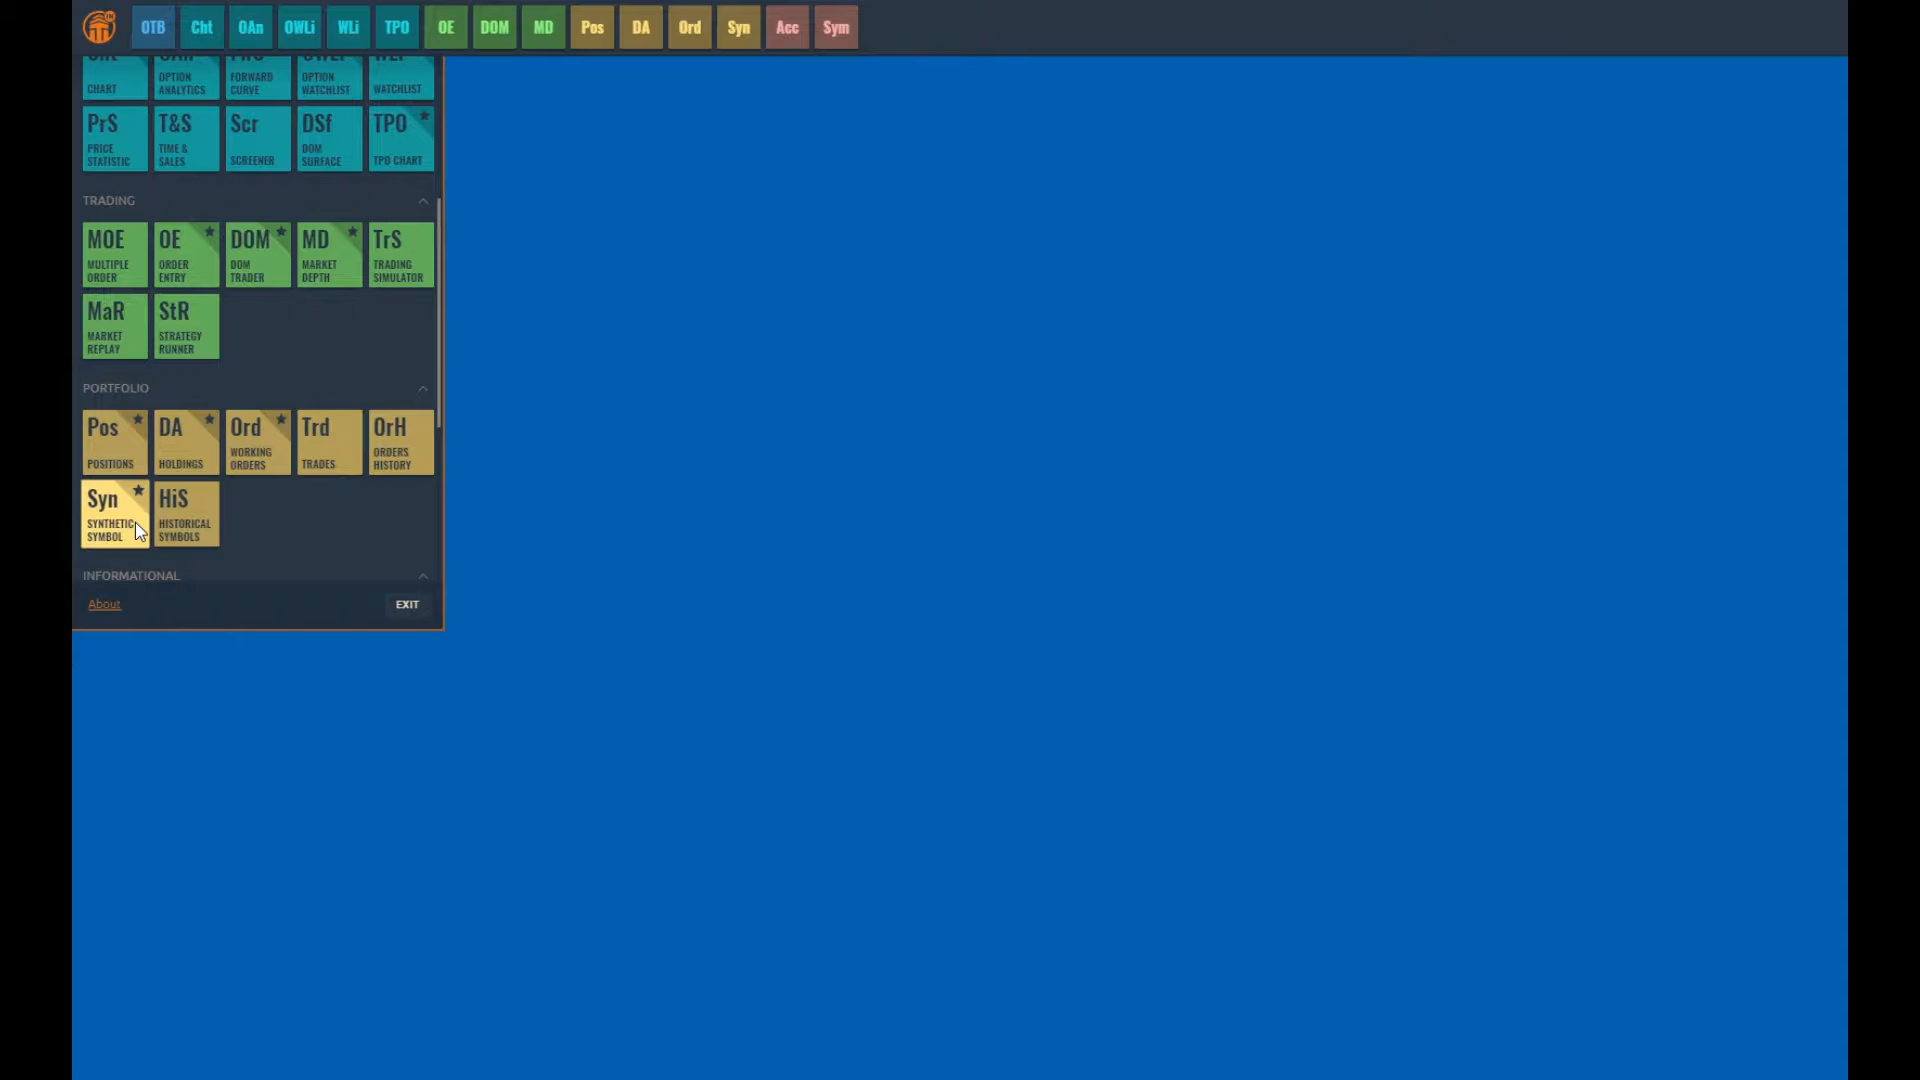 OTB Cht OAn OWLi WLi TPO OE DOM MD Pos DA Ord Syn Acc Sym
CHART
OPTION
ANALYTICS
FORWARD
CURVE
OPTION
WATCHLIST
WATCHLIST
PrS
PRICE
STATISTIC
T&S
TIME &
SALES
Scr
SCREENER
DSf
DOM
SURFACE
TPO
TPO CHART
TRADING
MOE
MULTIPLE
ORDER
OE
ORDER
ENTRY
DOM
DOM
TRADER
MD
MARKET
DEPTH
TrS
TRADING
SIMULATOR
MaR
MARKET
REPLAY
StR
STRATEGY
RUNNER
PORTFOLIO
Pos
POSITIONS
DA
HOLDINGS
Ord
WORKING
ORDERS
Trd
TRADES
OrH
ORDERS
HISTORY
Syn
SYNTHETIC
SYMBOL
HiS
HISTORICAL
SYMBOLS
INFORMATIONAL
About
EXIT